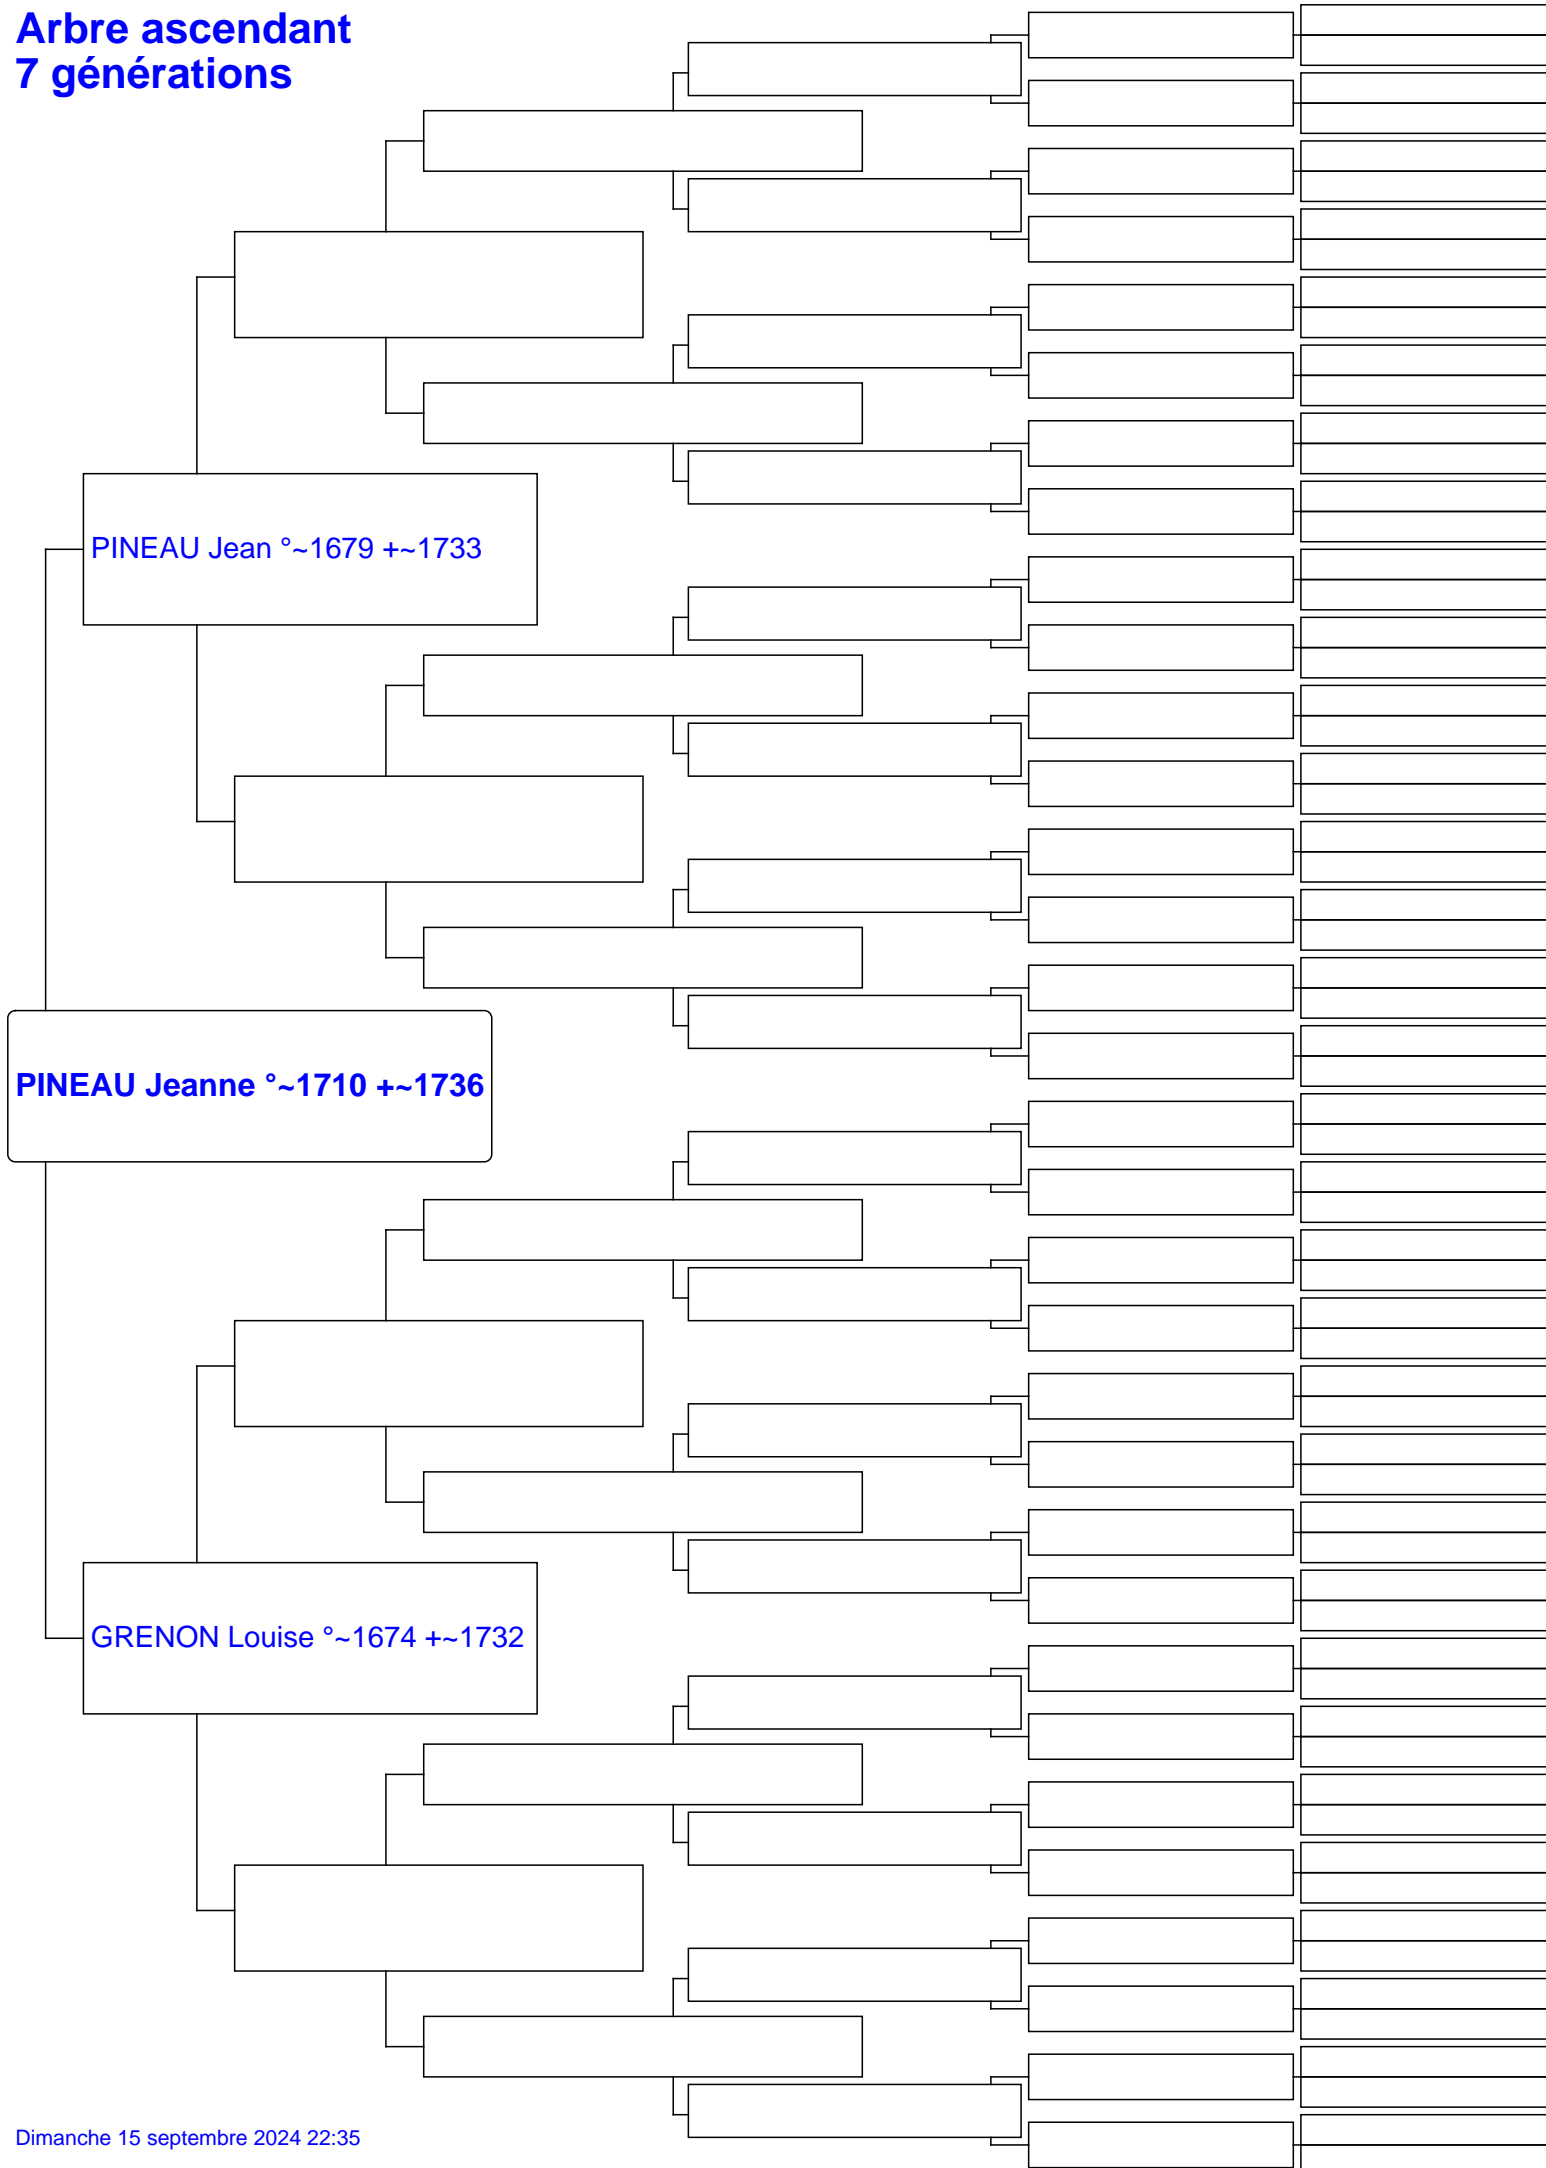 Arbre ascendant
7 générations
PINEAU Jean °~1679 +~1733
PINEAU Jeanne °~1710 +~1736
GRENON Louise °~1674 +~1732
Dimanche 15 septembre 2024 22:35